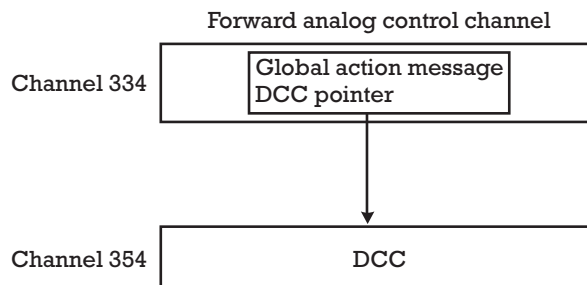 Forward analog control channel
Channel 334
Global action message
DCC pointer
Channel 354
DCC